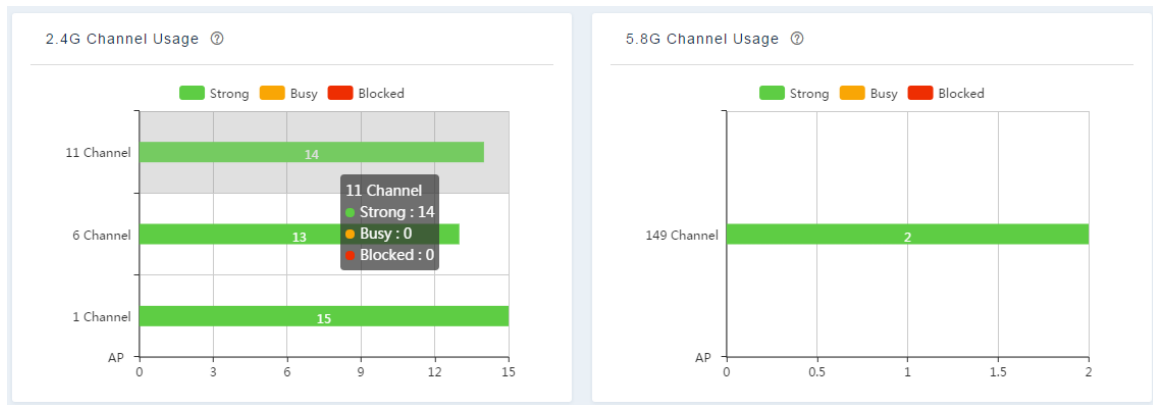 2.4G Channel Usage ?
Strong Busy Blocked
11 Channel 14
11 Channel
Strong : 14
Busy : 0
Blocked : 0
6 Channel 13
1 Channel 15
AP
0 3 6 9 12 15
5.8G Channel Usage ?
Strong Busy Blocked
149 Channel 2
AP
0 0.5 1 1.5 2